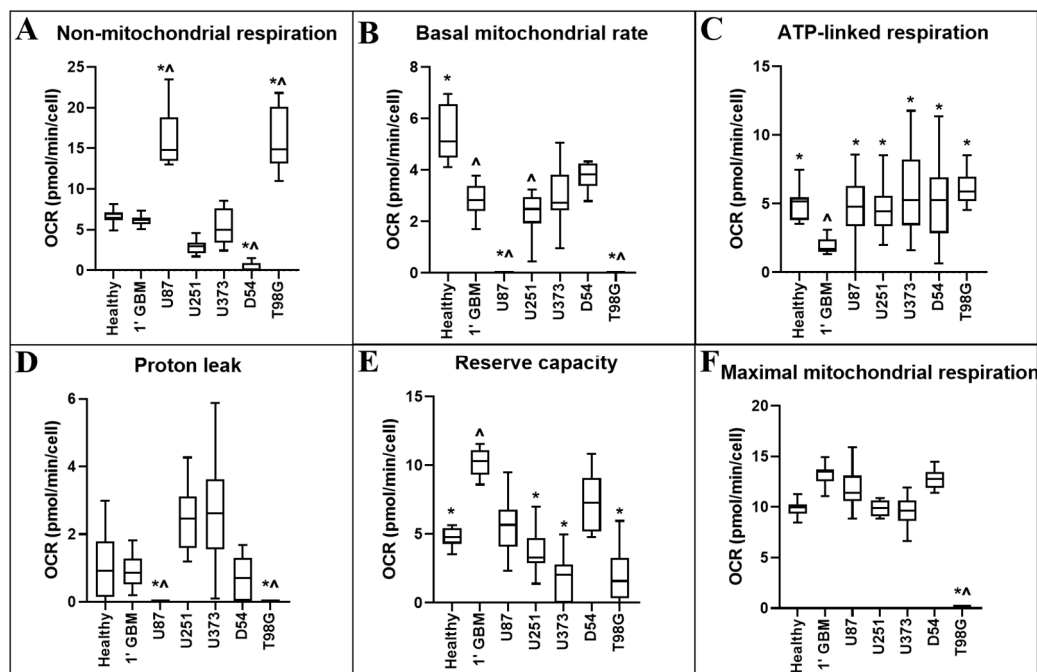 A Non-mitochondrial respiration
OCR (pmol/min/cell)
25
20
15
10
5
0
*^
*^
*^
Healthy
1' GBM
U87
U251
U373
D54
T98G
B Basal mitochondrial rate
OCR (pmol/min/cell)
8
6
4
2
0
*
^
*^
^
*^
Healthy
1' GBM
U87
U251
U373
D54
T98G
C ATP-linked respiration
OCR (pmol/min/cell)
15
10
5
0
*
^
*
*
*
*
*
Healthy
1' GBM
U87
U251
U373
D54
T98G
D Proton leak
OCR (pmol/min/cell)
6
4
2
0
*^
*^
Healthy
1' GBM
U87
U251
U373
D54
T98G
E Reserve capacity
OCR (pmol/min/cell)
15
10
5
0
*
^
*
*
*
Healthy
1' GBM
U87
U251
U373
D54
T98G
F Maximal mitochondrial respiration
OCR (pmol/min/cell)
20
15
10
5
0
*^
Healthy
1' GBM
U87
U251
U373
D54
T98G